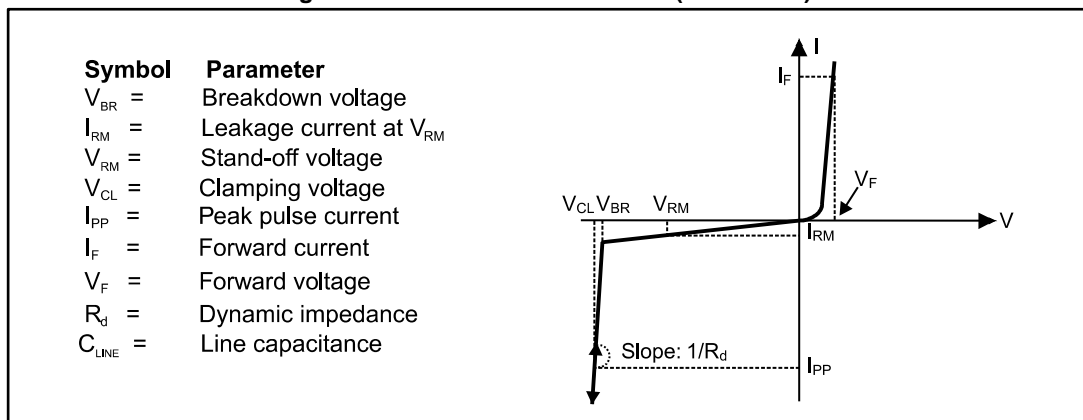 Symbol Parameter
V_BR = Breakdown voltage
I_RM = Leakage current at V_RM
V_RM = Stand-off voltage
V_CL = Clamping voltage
I_PP = Peak pulse current
I_F = Forward current
V_F = Forward voltage
R_d = Dynamic impedance
C_LINE = Line capacitance
I
I_F
V_F
V_CL V_BR V_RM
V
I_RM
Slope: 1/R_d
I_PP